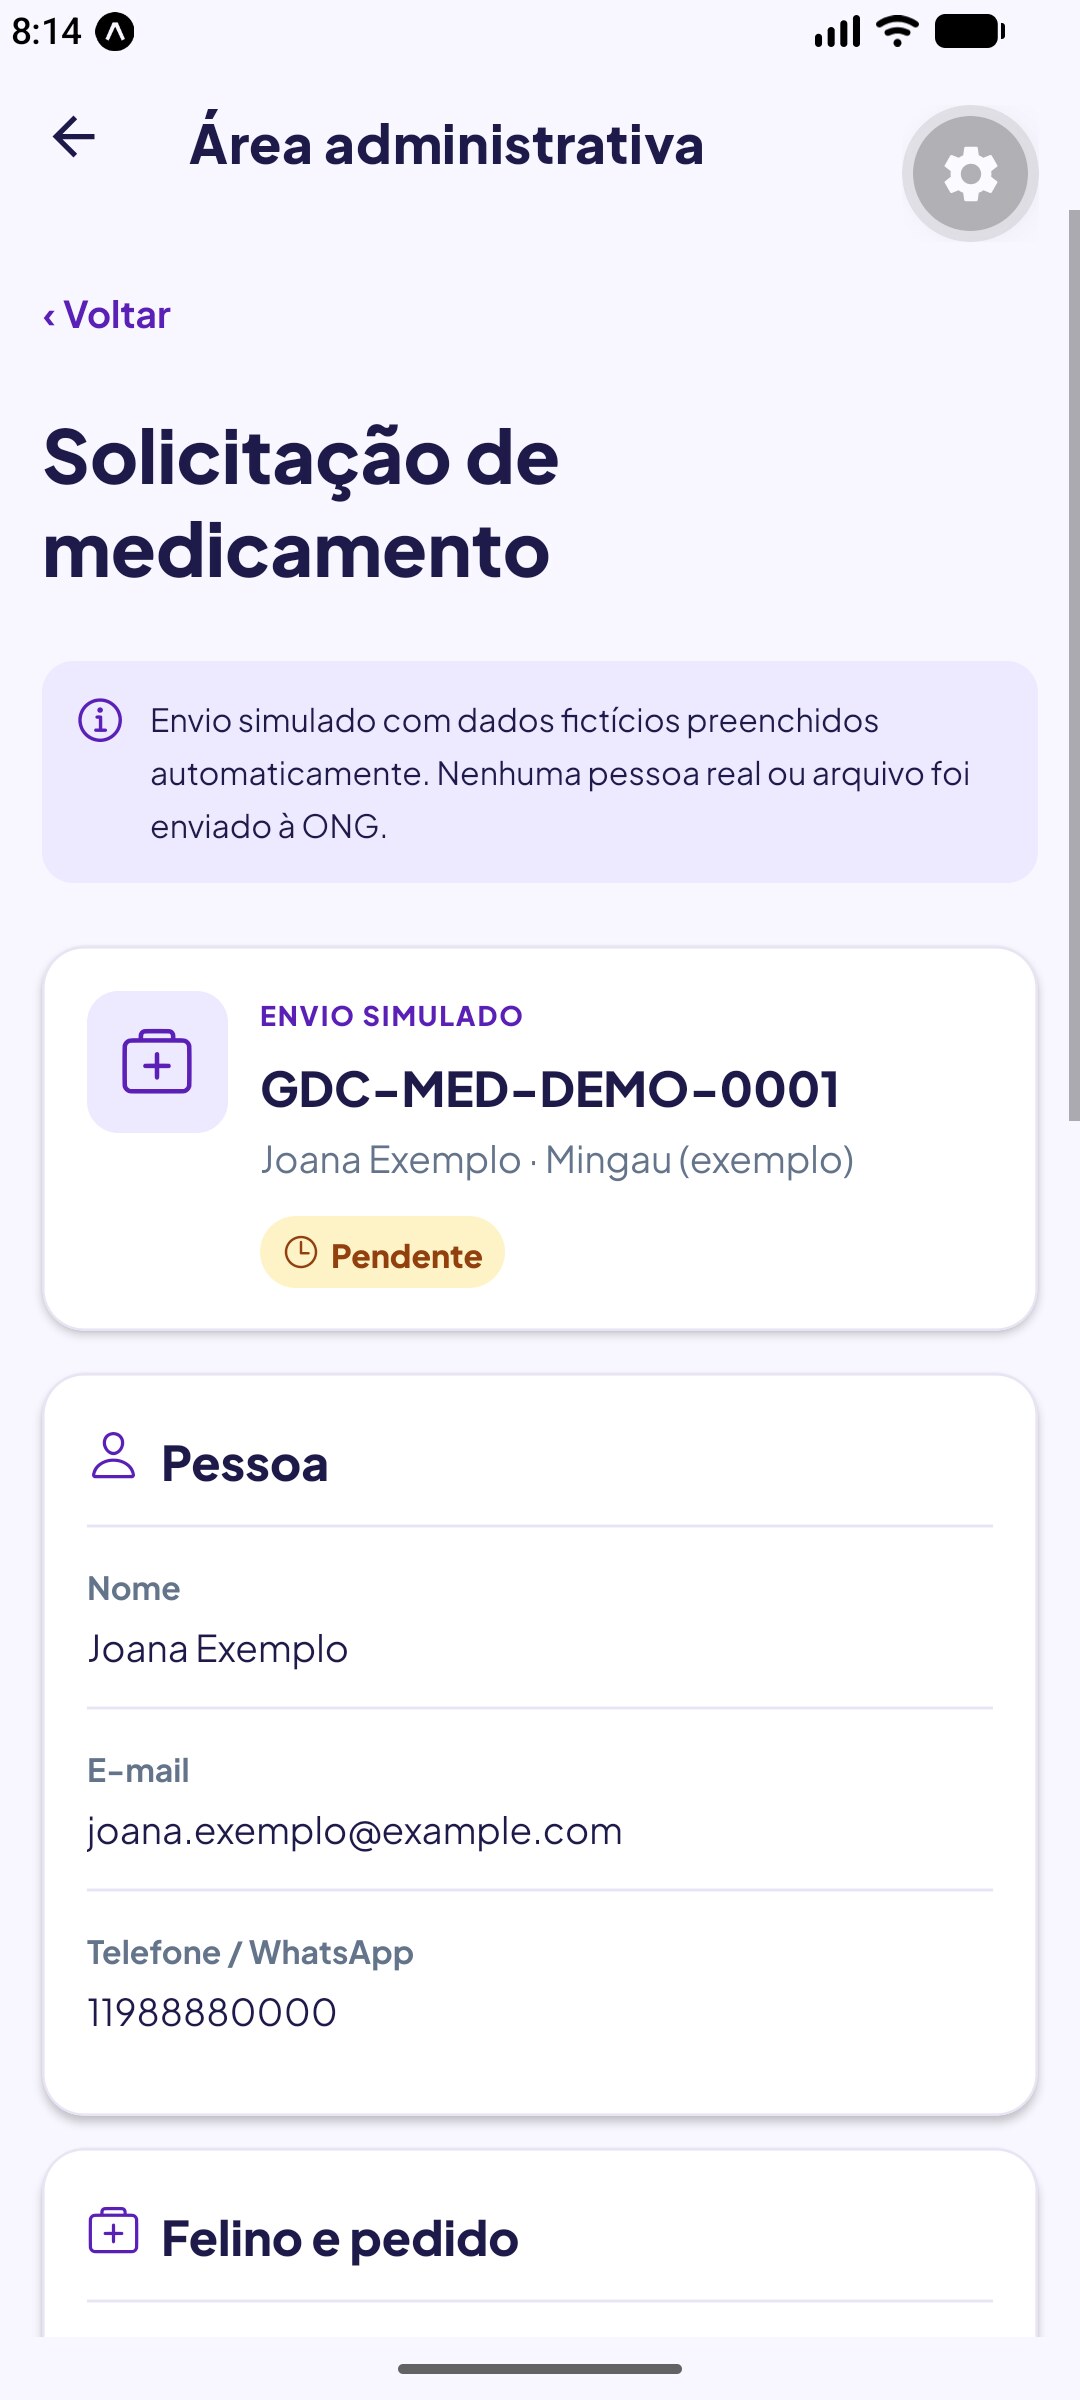 8:14
Área administrativa
‹ Voltar
Solicitação de
medicamento
Envio simulado com dados fictícios preenchidos
automaticamente. Nenhuma pessoa real ou arquivo foi
enviado à ONG.
ENVIO SIMULADO
GDC-MED-DEMO-0001
Joana Exemplo · Mingau (exemplo)
Pendente
Pessoa
Nome
Joana Exemplo
E-mail
joana.exemplo@example.com
Telefone / WhatsApp
11988880000
Felino e pedido